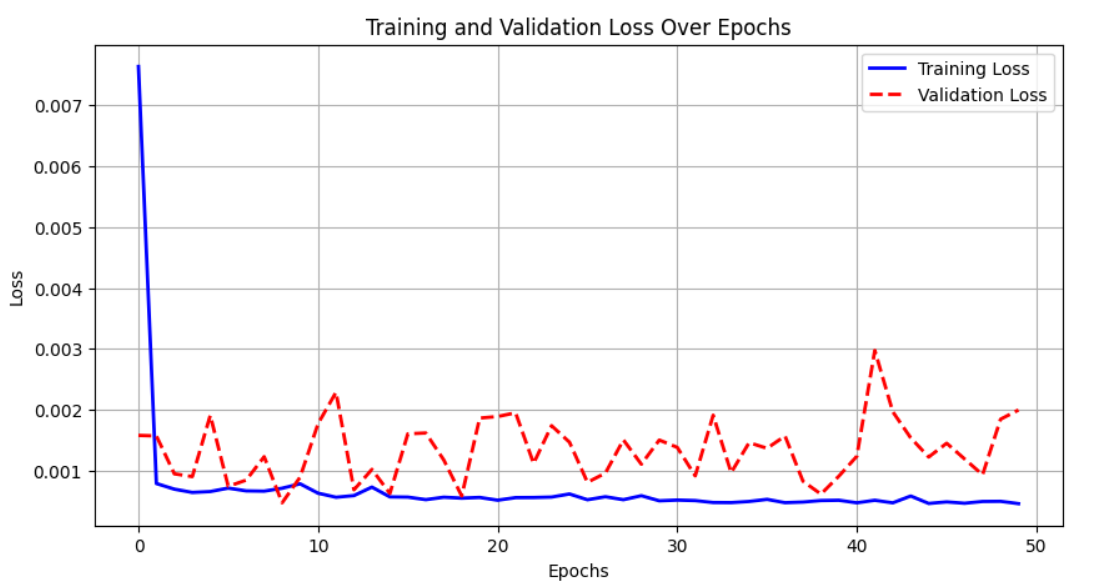 Training and Validation Loss Over Epochs
Training Loss
Validation Loss
Loss
0.007
0.006
0.005
0.004
0.003
0.002
0.001
0
10
20
30
40
50
Epochs